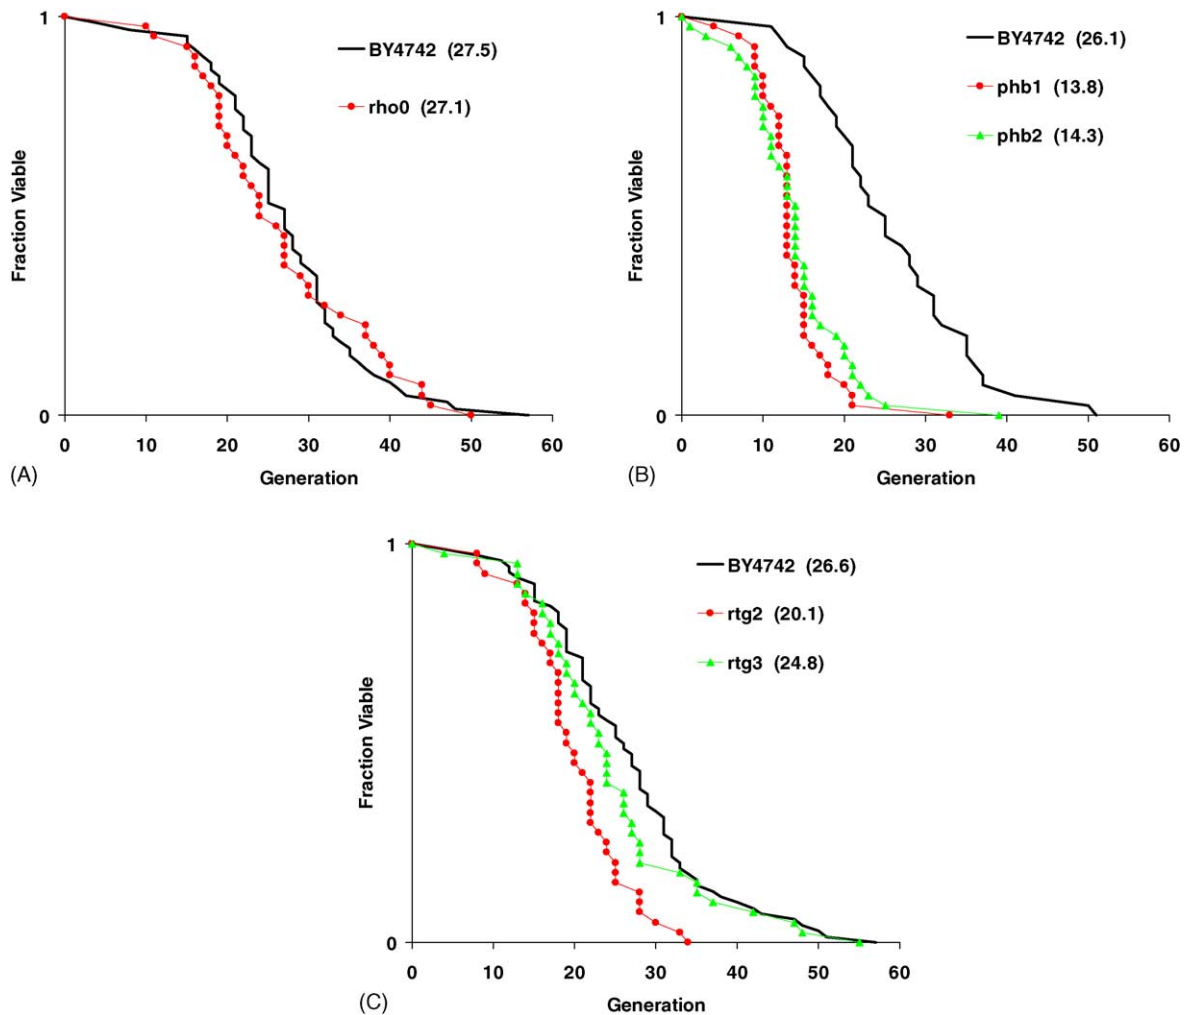 1
BY4742 (27.5)
rho0 (27.1)
Fraction Viable
0
0 10 20 30 40 50 60
Generation
(A)
1
BY4742 (26.1)
phb1 (13.8)
phb2 (14.3)
Fraction Viable
0
0 10 20 30 40 50 60
Generation
(B)
1
BY4742 (26.6)
rtg2 (20.1)
rtg3 (24.8)
Fraction Viable
0
0 10 20 30 40 50 60
Generation
(C)